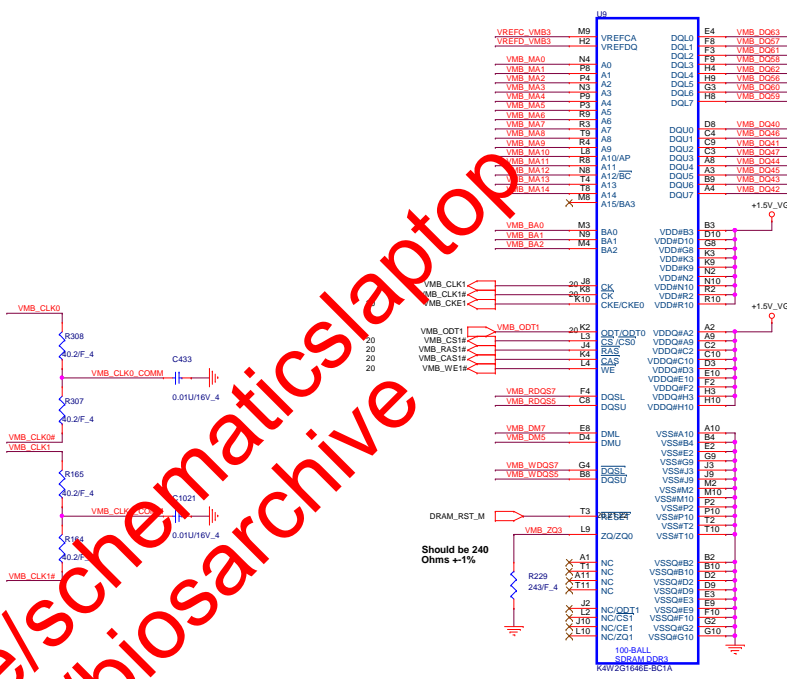 U9
VREFC_VMB3 M9 VREFCA
VREFD_VMB3 H2 VREFDQ
VMB_MA0 N4 A0
VMB_MA1 P8 A1
VMB_MA2 P4 A2
VMB_MA3 N3 A3
VMB_MA4 P9 A4
VMB_MA5 P3 A5
VMB_MA6 R9 A6
VMB_MA7 R3 A7
VMB_MA8 T9 A8
VMB_MA9 R4 A9
VMB_MA10 L8 A10/AP
VMB_MA11 R8 A11
VMB_MA12 N8 A12/BC
VMB_MA13 T4 A13
VMB_MA14 T8 A14
M8 A15/BA3
VMB_BA0 M3 BA0
VMB_BA1 N9 BA1
VMB_BA2 M4 BA2
VMB_CLK1 20 J8 CK
VMB_CLK1# 20 K8 CK
VMB_CKE1 K10 CKE/CKE0
VMB_ODT1 VMB_ODT1 20 K2 ODT/ODT0
20 VMB_CS1# L3 CS /CS0
20 VMB_RAS1# J4 RAS
20 VMB_CAS1# K4 CAS
20 VMB_WE1# L4 WE
VMB_RDQS7 F4 DQSL
VMB_RDQS5 C8 DQSU
VMB_DM7 E8 DML
VMB_DM5 D4 DMU
VMB_WDQS7 G4 DQSL
VMB_WDQS5 B8 DQSU
DRAM_RST_M T3 RESET
VMB_ZQ3 L9 ZQ/ZQ0
Should be 240
Ohms +-1%
R229
243/F_4
A1 NC
T1 NC
A11 NC
T11 NC
J2 NC/ODT1
L2 NC/CS1
J10 NC/CE1
L10 NC/ZQ1
DQL0 E4 VMB_DQ63
DQL1 F8 VMB_DQ57
DQL2 F3 VMB_DQ61
DQL3 F9 VMB_DQ58
DQL4 H4 VMB_DQ62
DQL5 H9 VMB_DQ56
DQL6 G3 VMB_DQ60
DQL7 H8 VMB_DQ59
DQU0 D8 VMB_DQ40
DQU1 C4 VMB_DQ46
DQU2 C9 VMB_DQ41
DQU3 C3 VMB_DQ47
DQU4 A8 VMB_DQ44
DQU5 A3 VMB_DQ45
DQU6 B9 VMB_DQ43
DQU7 A4 VMB_DQ42
+1.5V_VG
VDD#B3 B3
VDD#D10 D10
VDD#G8 G8
VDD#K3 K3
VDD#K9 K9
VDD#N2 N2
VDD#N10 N10
VDD#R2 R2
VDD#R10 R10
+1.5V_VG
VDDQ#A2 A2
VDDQ#A9 A9
VDDQ#C2 C2
VDDQ#C10 C10
VDDQ#D3 D3
VDDQ#E10 E10
VDDQ#F2 F2
VDDQ#H3 H3
VDDQ#H10 H10
VSS#A10 A10
VSS#B4 B4
VSS#E2 E2
VSS#G9 G9
VSS#J3 J3
VSS#J9 J9
VSS#M2 M2
VSS#M10 M10
VSS#P2 P2
VSS#P10 P10
VSS#T2 T2
VSS#T10 T10
VSSQ#B2 B2
VSSQ#B10 B10
VSSQ#D2 D2
VSSQ#D9 D9
VSSQ#E3 E3
VSSQ#E9 E9
VSSQ#F10 F10
VSSQ#G2 G2
VSSQ#G10 G10
100-BALL
SDRAM DDR3
K4W2G1646E-BC1A
VMB_CLK0
R308
40.2/F_4
VMB_CLK0_COMM
C433
0.01U/16V_4
R307
40.2/F_4
VMB_CLK0#
VMB_CLK1
R165
40.2/F_4
C1021
0.01U/16V_4
R164
40.2/F_4
VMB_CLK1#
e/schematicslaptop
/biosarchive